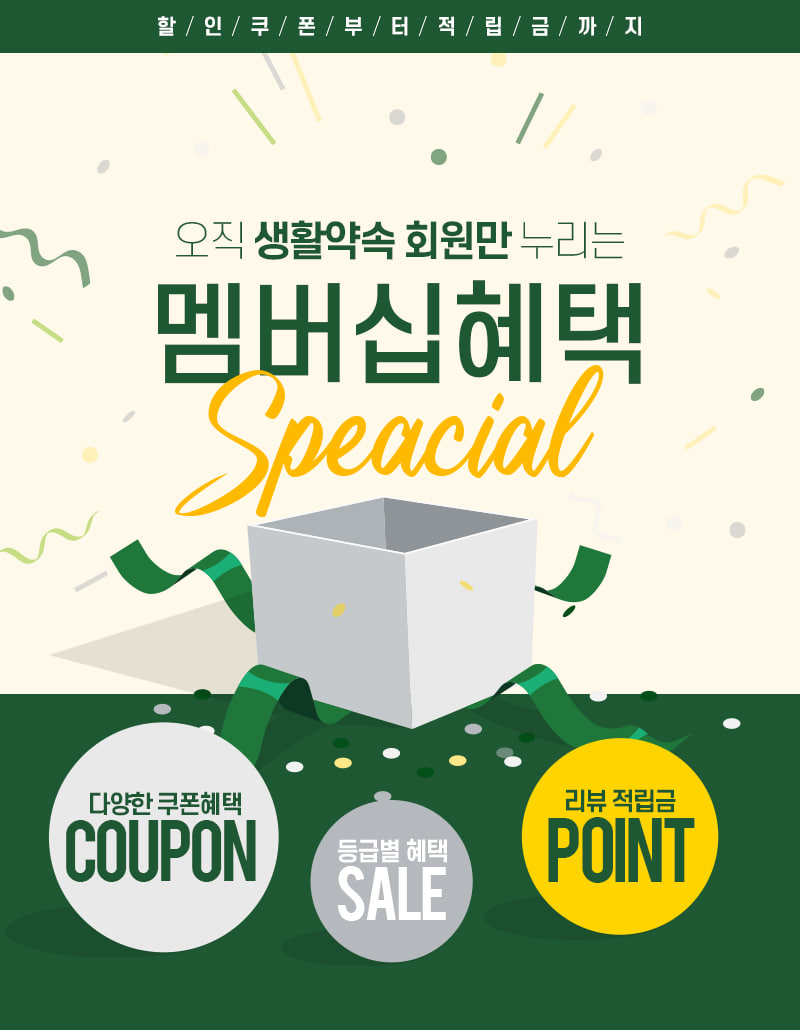 할/인/쿠/폰/부/터/적/립/금/까/지
오직 생활약속 회원만 누리는
멤버십혜택
Speacial
다양한 쿠폰혜택
COUPON
등급별 혜택
SALE
리뷰 적립금
POINT